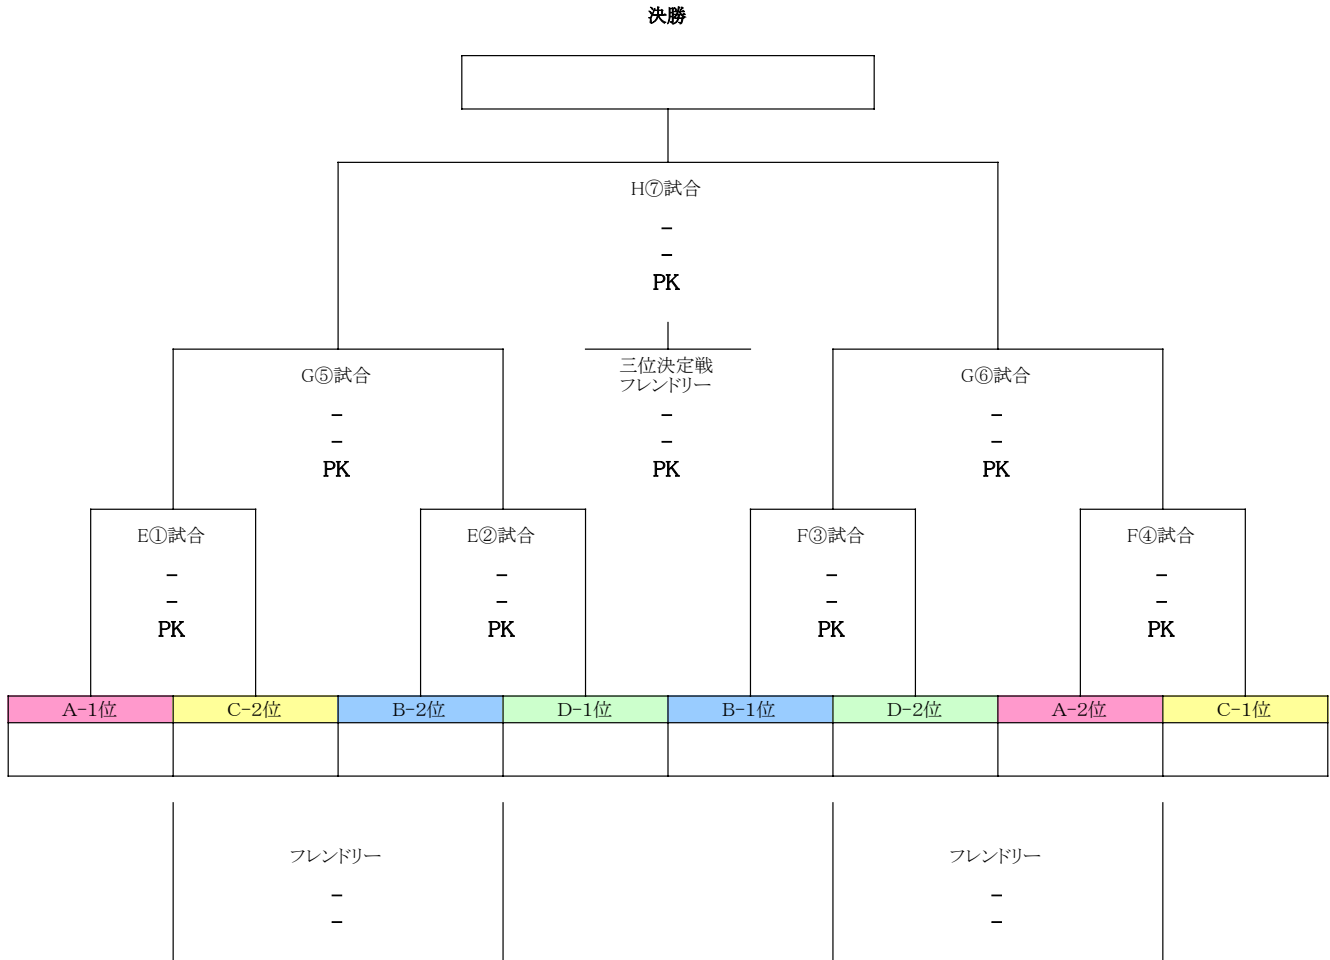 決勝
H⑦試合
-
-
PK
G⑤試合
-
-
PK
三位決定戦
フレンドリー
-
-
PK
G⑥試合
-
-
PK
E①試合
-
-
PK
E②試合
-
-
PK
F③試合
-
-
PK
F④試合
-
-
PK
A-1位 C-2位 B-2位 D-1位 B-1位 D-2位 A-2位 C-1位
フレンドリー
-
-
フレンドリー
-
-